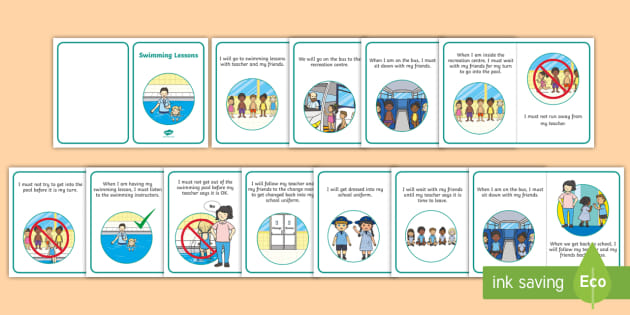 Swimming Lessons
I will go to swimming lessons
with teacher and my friends.
We will go on the bus to the
recreation centre.
When I am on the bus, I must
sit down with my friends.
When I am inside the
recreation centre, I must wait
with my friends for my turn
to go into the pool.
I must not run away from
my teacher.
I must not try to get into the
pool before it is my turn.
When I am having my
swimming lesson, I must listen
to the swimming instructors.
I must not get out of the
swimming pool before my
teacher says it is OK.
I will follow my teacher and
my friends to the change room
to get changed back into my
school uniform.
I will get dressed into my
school uniform.
I will wait with my friends
until my teacher says it is
time to leave.
When I am on the bus, I must
sit down with my friends.
When we get back to school, I
will follow my teacher and my
friends back to
ink saving
Eco